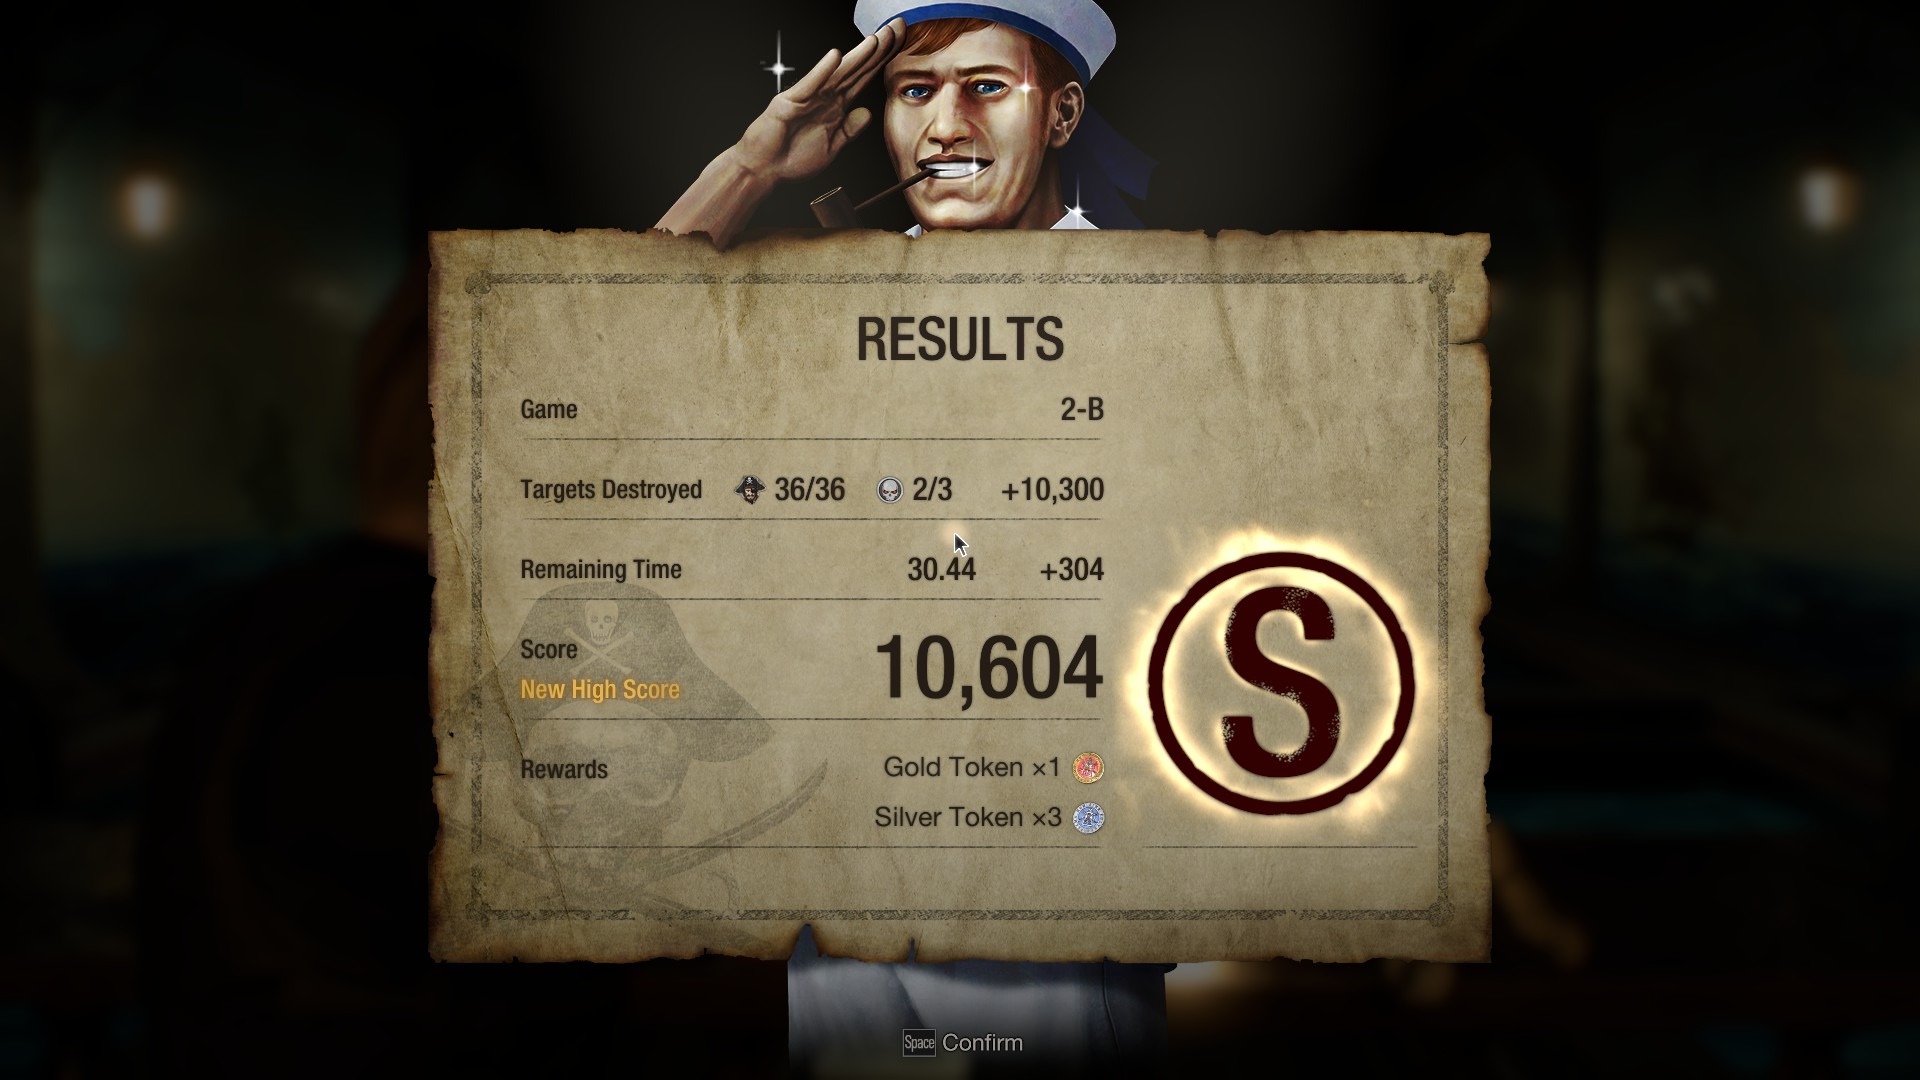 RESULTS
Game 2-B
Targets Destroyed 36/36 2/3 +10,300
Remaining Time 30.44 +304
Score 10,604
New High Score
S
Rewards Gold Token ×1
Silver Token ×3
Space Confirm